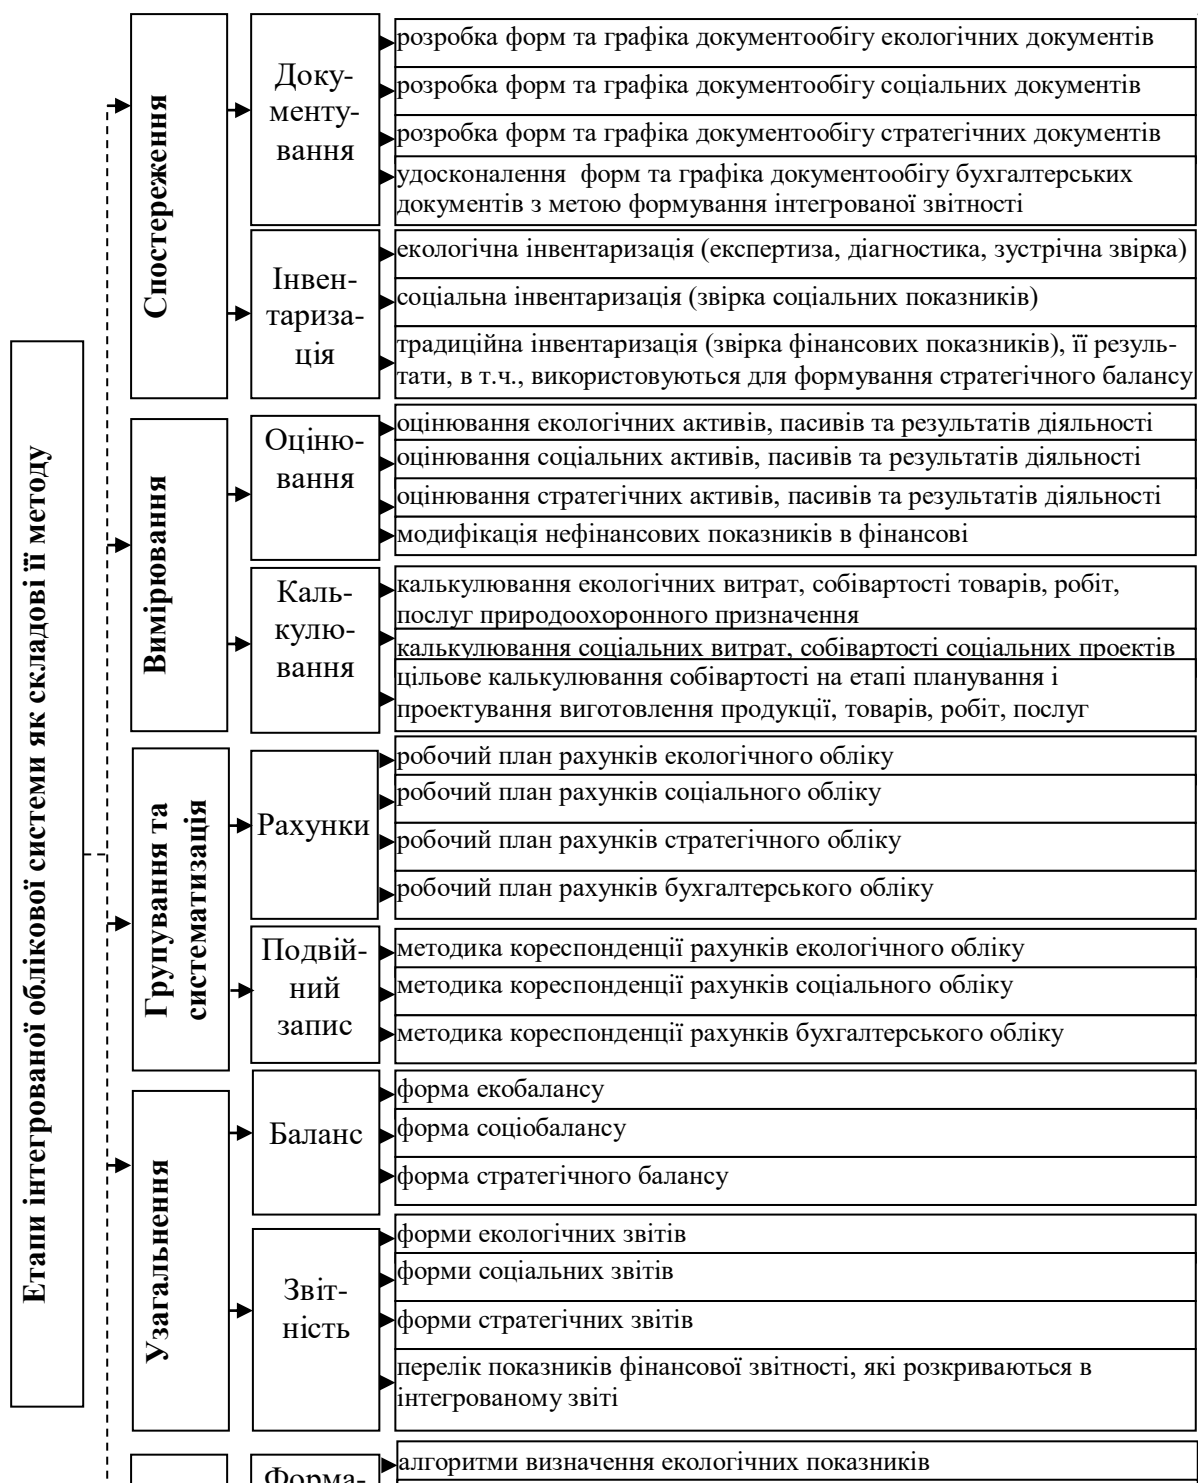 Етапи інтегрованої облікової системи як складові її методу
Спостереження
Доку-
менту-
вання
розробка форм та графіка документообігу екологічних документів
розробка форм та графіка документообігу соціальних документів
розробка форм та графіка документообігу стратегічних документів
удосконалення форм та графіка документообігу бухгалтерських
документів з метою формування інтегрованої звітності
Інвен-
тариза-
ція
екологічна інвентаризація (експертиза, діагностика, зустрічна звірка)
соціальна інвентаризація (звірка соціальних показників)
традиційна інвентаризація (звірка фінансових показників), її резуль-
тати, в т.ч., використовуються для формування стратегічного балансу
Вимірювання
Оціню-
вання
оцінювання екологічних активів, пасивів та результатів діяльності
оцінювання соціальних активів, пасивів та результатів діяльності
оцінювання стратегічних активів, пасивів та результатів діяльності
модифікація нефінансових показників в фінансові
Каль-
кулю-
вання
калькулювання екологічних витрат, собівартості товарів, робіт,
послуг природоохоронного призначення
калькулювання соціальних витрат, собівартості соціальних проектів
цільове калькулювання собівартості на етапі планування і
проектування виготовлення продукції, товарів, робіт, послуг
Групування та
систематизація
Рахунки
робочий план рахунків екологічного обліку
робочий план рахунків соціального обліку
робочий план рахунків стратегічного обліку
робочий план рахунків бухгалтерського обліку
Подвій-
ний
запис
методика кореспонденції рахунків екологічного обліку
методика кореспонденції рахунків соціального обліку
методика кореспонденції рахунків бухгалтерського обліку
Узагальнення
Баланс
форма екобалансу
форма соціобалансу
форма стратегічного балансу
Звіт-
ність
форми екологічних звітів
форми соціальних звітів
форми стратегічних звітів
перелік показників фінансової звітності, які розкриваються в
інтегрованому звіті
Форма-
алгоритми визначення екологічних показників